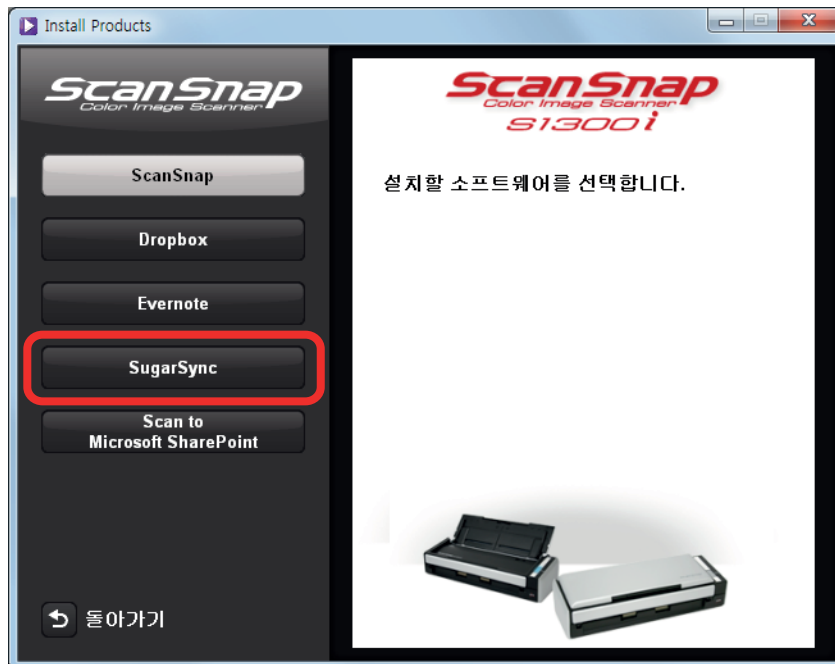 Install Products
ScanSnap
Color Image Scanner
ScanSnap
Dropbox
Evernote
SugarSync
Scan to
Microsoft SharePoint
돌아가기
ScanSnap
Color Image Scanner
S1300i
설치할 소프트웨어를 선택합니다.